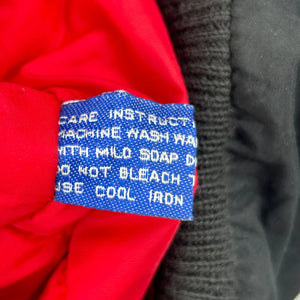 CARE INSTRUCT
MACHINE WASH WA
WITH MILD SOAP D
DO NOT BLEACH T
USE COOL IRON